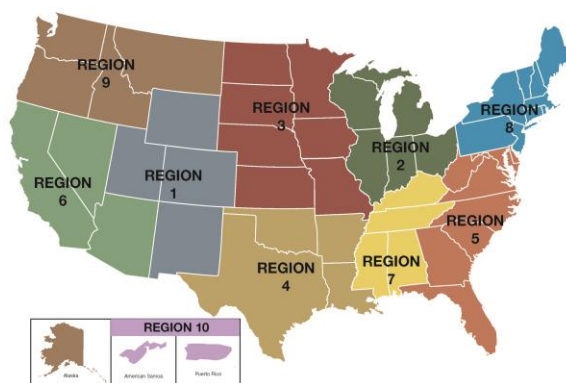 REGION
9
REGION
3
REGION
8
REGION
2
REGION
1
REGION
6
REGION
5
REGION
7
REGION
4
REGION 10
Alaska
American Samoa
Puerto Rico